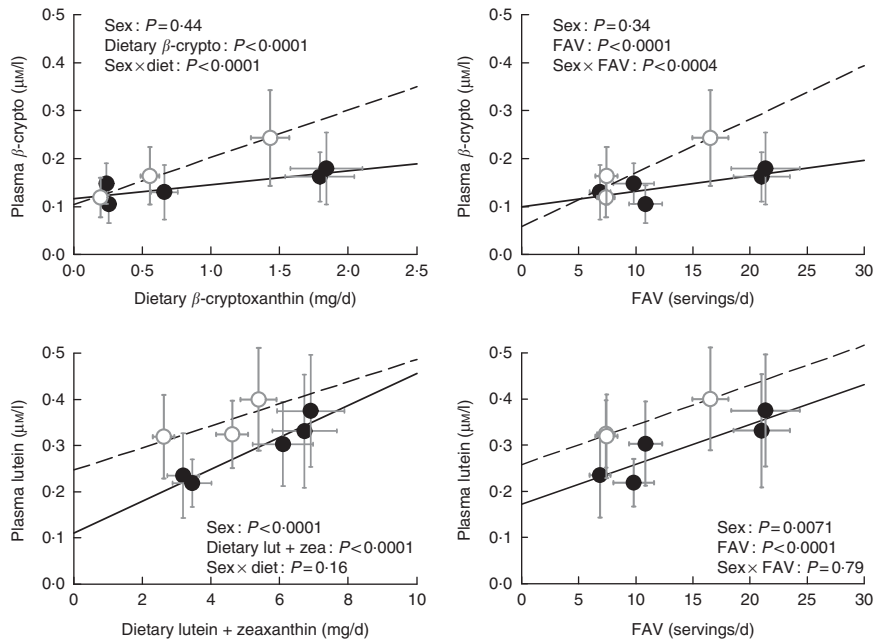 Sex: P=0·44
Dietary β-crypto: P<0·0001
Sex×diet: P<0·0001
Plasma β-crypto (μM/l)
0·5
0·4
0·3
0·2
0·1
0·0
0·0 0·5 1·0 1·5 2·0 2·5
Dietary β-cryptoxanthin (mg/d)
Sex: P=0·34
FAV: P<0·0001
Sex×FAV: P<0·0004
Plasma β-crypto (μM/l)
0·5
0·4
0·3
0·2
0·1
0·0
0 5 10 15 20 25 30
FAV (servings/d)
Plasma lutein (μM/l)
0·5
0·4
0·3
0·2
0·1
0·0
Sex: P<0·0001
Dietary lut + zea: P<0·0001
Sex×diet: P=0·16
0 2 4 6 8 10
Dietary lutein + zeaxanthin (mg/d)
Plasma lutein (μM/l)
0·5
0·4
0·3
0·2
0·1
0·0
Sex: P=0·0071
FAV: P<0·0001
Sex×FAV: P=0·79
0 5 10 15 20 25 30
FAV (servings/d)